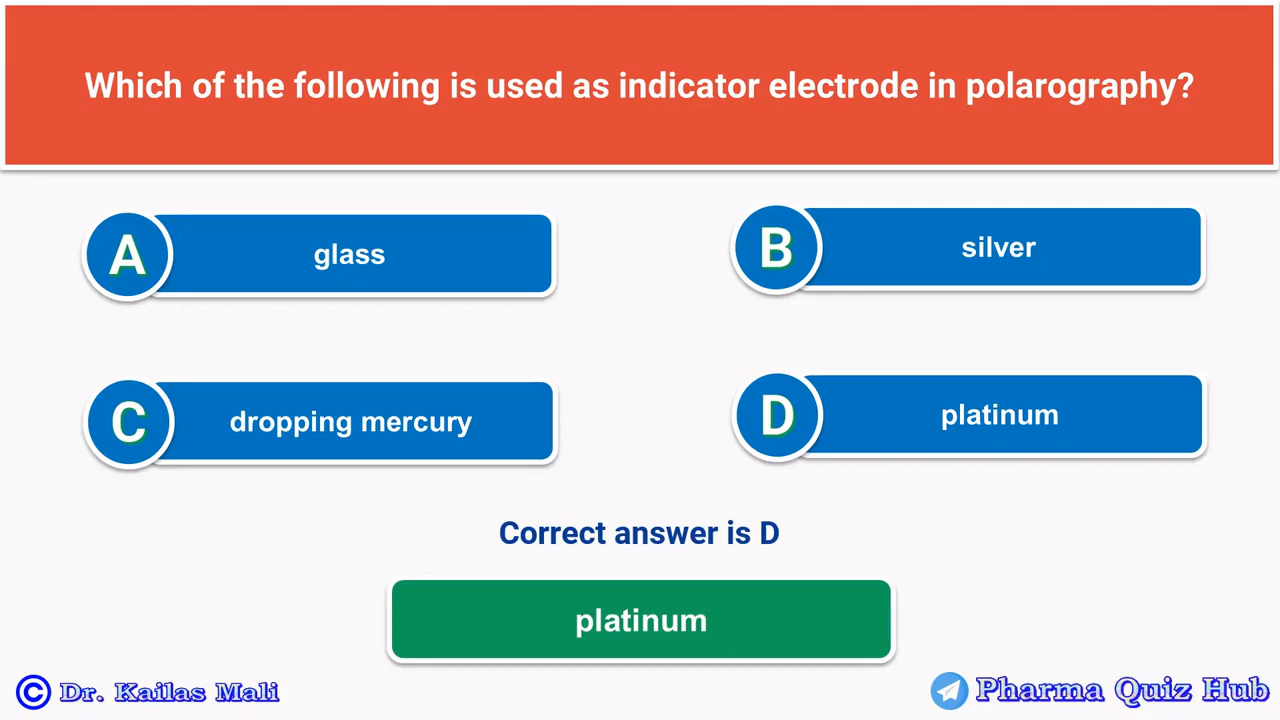 Which of the following is used as indicator electrode in polarography?
A glass
B silver
C dropping mercury
D platinum
Correct answer is D
platinum
© Dr. Kailas Mali
Pharma Quiz Hub